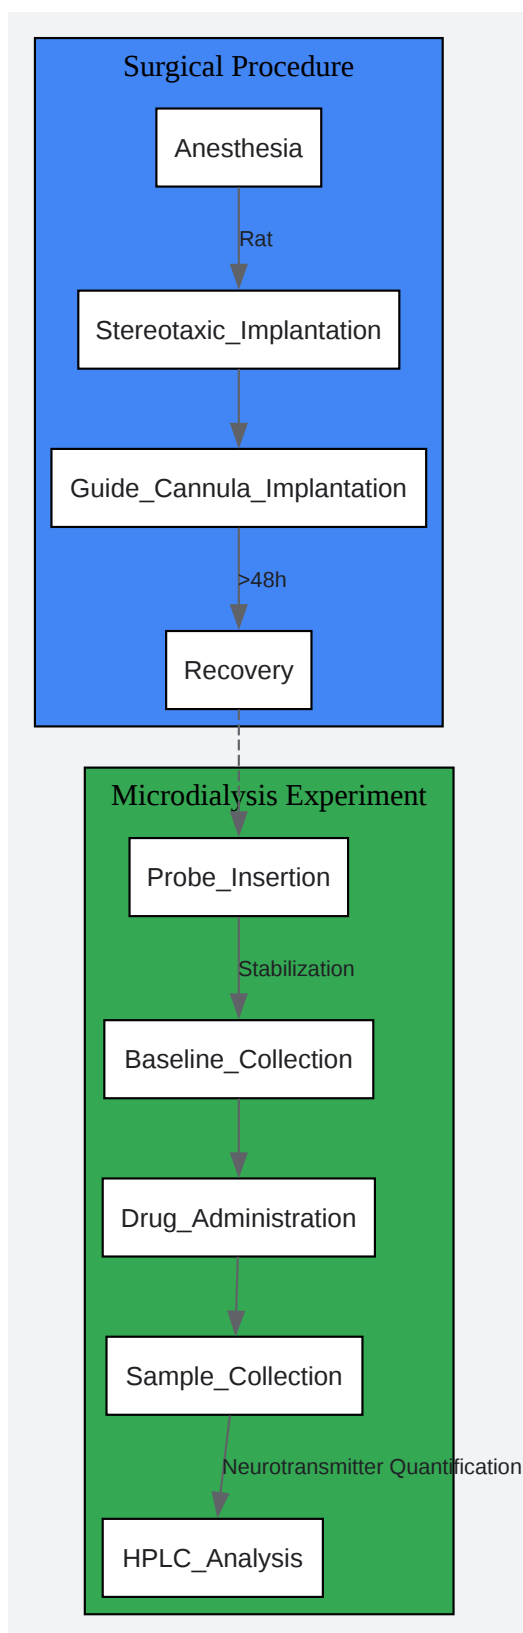 Surgical Procedure
Anesthesia
Rat
Stereotaxic_Implantation
Guide_Cannula_Implantation
>48h
Recovery
Microdialysis Experiment
Probe_Insertion
Stabilization
Baseline_Collection
Drug_Administration
Sample_Collection
Neurotransmitter Quantification
HPLC_Analysis